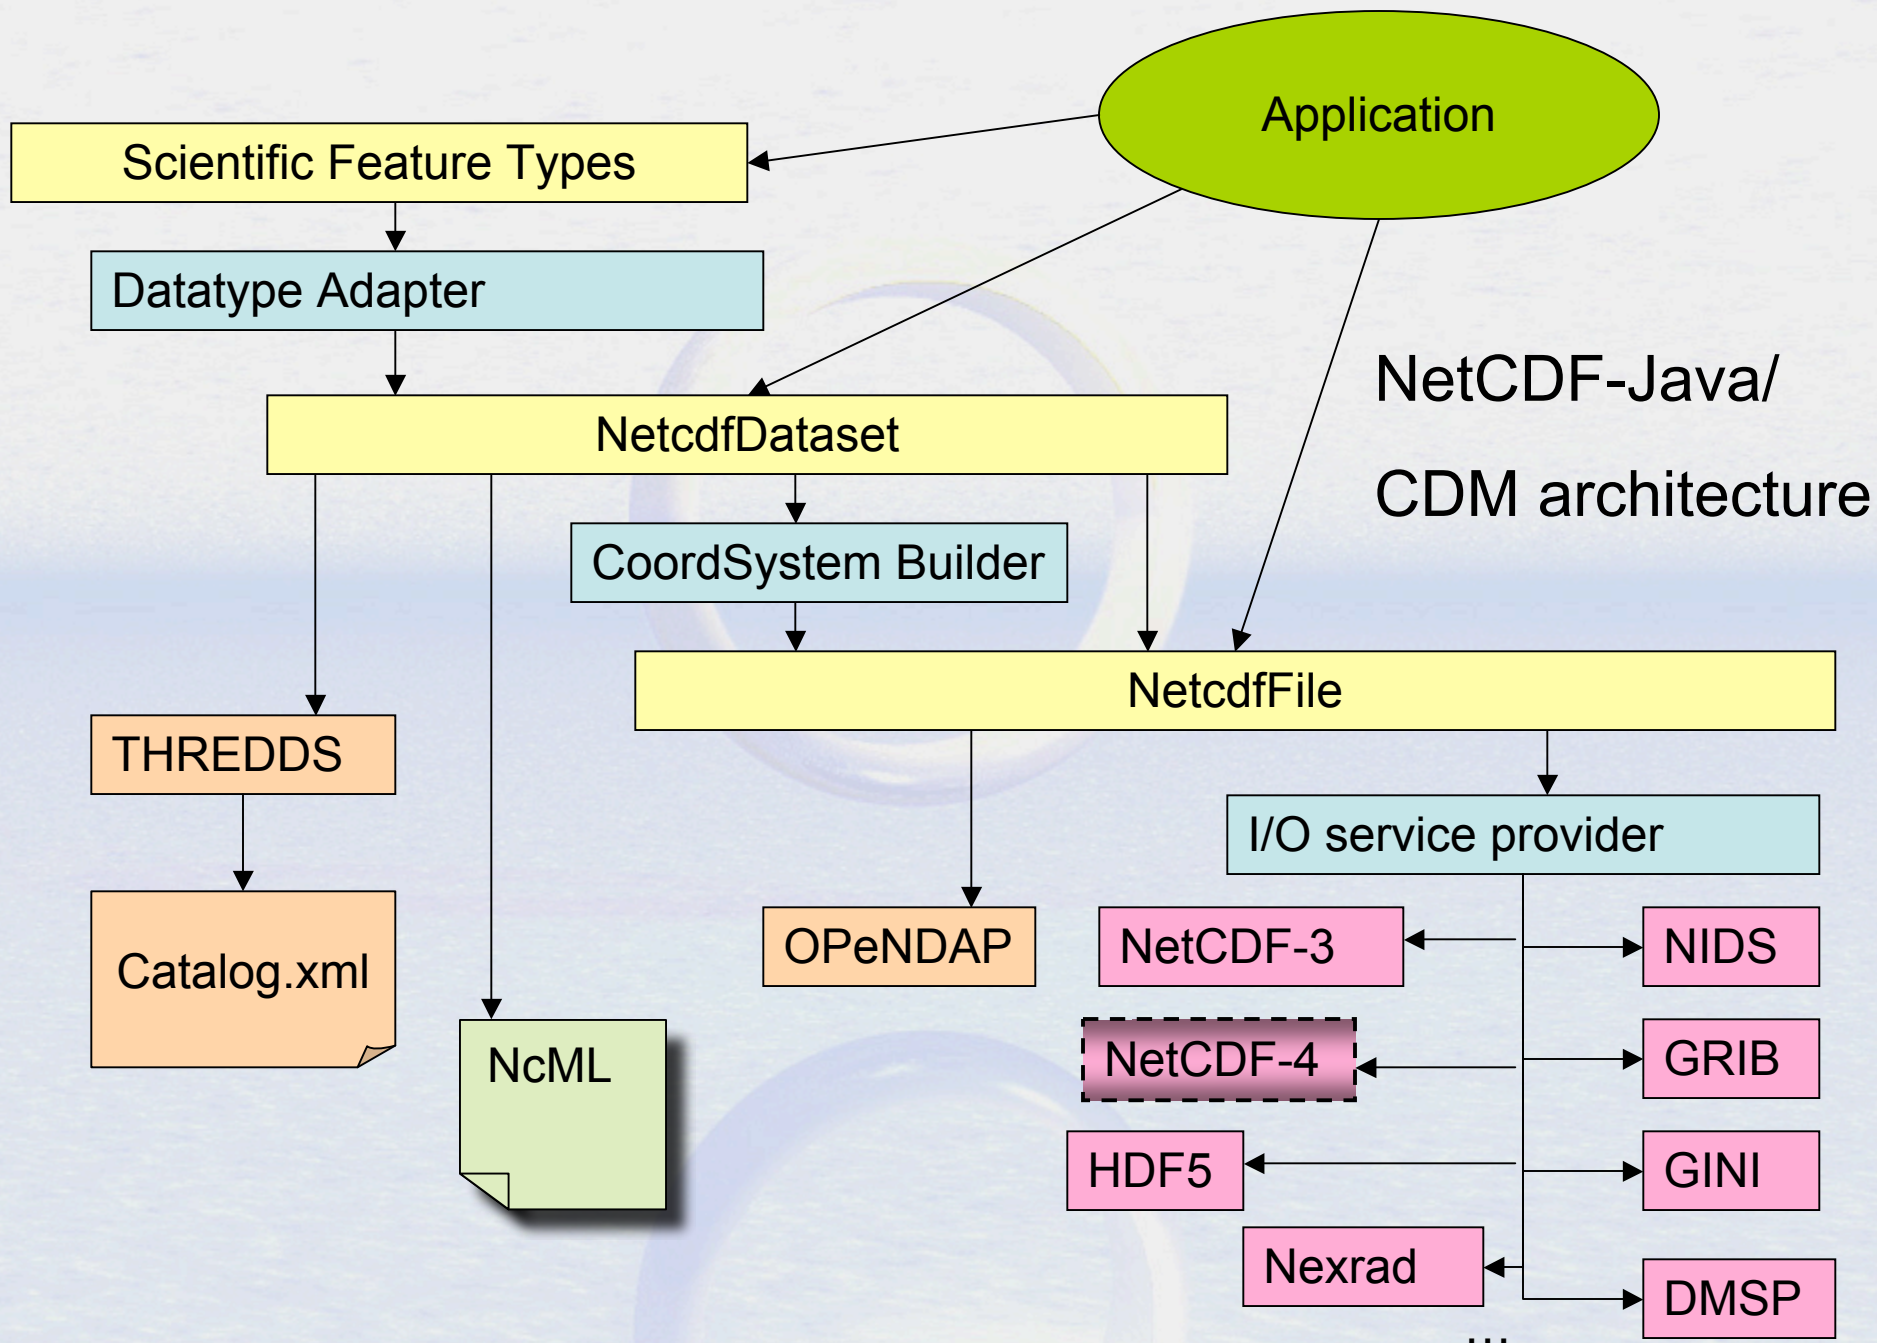 Application
Scientific Feature Types
Datatype Adapter
NetCDF-Java/
CDM architecture
NetcdfDataset
CoordSystem Builder
NetcdfFile
THREDDS
I/O service provider
Catalog.xml
OPeNDAP
NetCDF-3
NIDS
NcML
NetCDF-4
GRIB
HDF5
GINI
Nexrad
DMSP
...